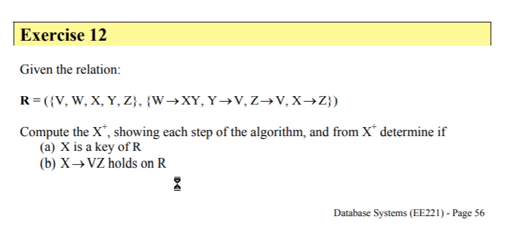 Exercise 12
Given the relation:
R = ({V, W, X, Y, Z}, {W→XY, Y→V, Z→V, X→Z})
Compute the X⁺, showing each step of the algorithm, and from X⁺ determine if
(a) X is a key of R
(b) X→VZ holds on R
Database Systems (EE221) - Page 56